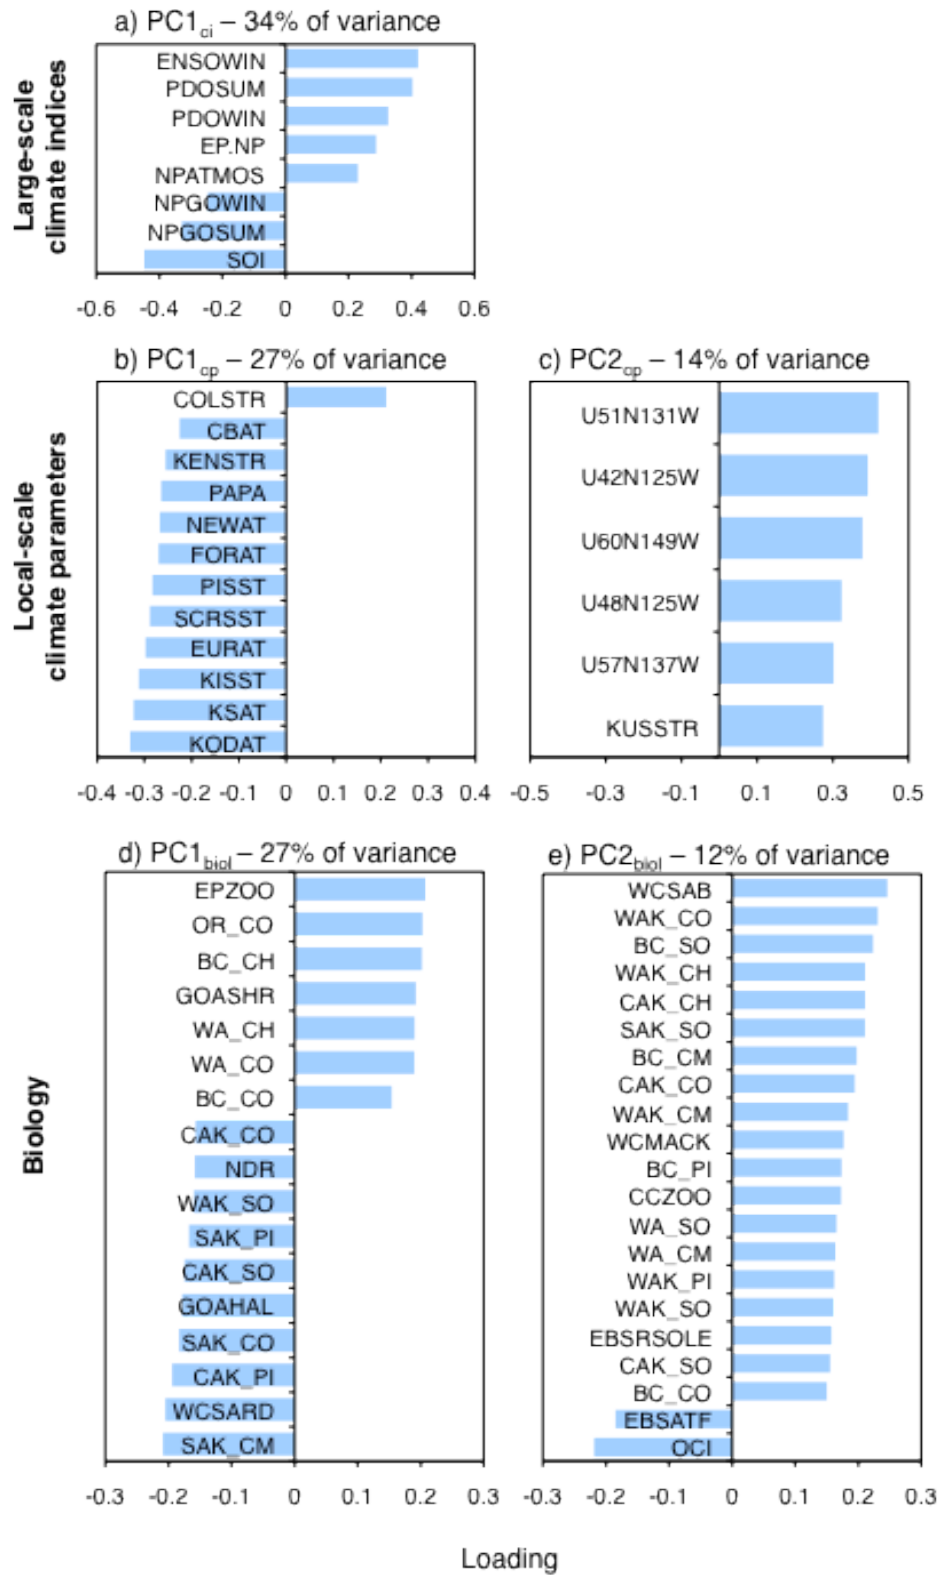 a) PC1ci – 34% of variance
Large-scale
climate indices
ENSOWIN
PDOSUM
PDOWIN
EP.NP
NPATMOS
NPGOWIN
NPGOSUM
SOI
-0.6 -0.4 -0.2 0 0.2 0.4 0.6
b) PC1cp – 27% of variance
Local-scale
climate parameters
COLSTR
CBAT
KENSTR
PAPA
NEWAT
FORAT
PISST
SCRSST
EURAT
KISST
KSAT
KODAT
-0.4 -0.3 -0.2 -0.1 0 0.1 0.2 0.3 0.4
c) PC2cp – 14% of variance
U51N131W
U42N125W
U60N149W
U48N125W
U57N137W
KUSSTR
-0.5 -0.3 -0.1 0.1 0.3 0.5
d) PC1biol – 27% of variance
Biology
EPZOO
OR_CO
BC_CH
GOASHR
WA_CH
WA_CO
BC_CO
CAK_CO
NDR
WAK_SO
SAK_PI
CAK_SO
GOAHAL
SAK_CO
CAK_PI
WCSARD
SAK_CM
-0.3 -0.2 -0.1 0 0.1 0.2 0.3
e) PC2biol – 12% of variance
WCSAB
WAK_CO
BC_SO
WAK_CH
CAK_CH
SAK_SO
BC_CM
CAK_CO
WAK_CM
WCMACK
BC_PI
CCZOO
WA_SO
WA_CM
WAK_PI
WAK_SO
EBSRSOLE
CAK_SO
BC_CO
EBSATF
OCI
-0.3 -0.2 -0.1 0 0.1 0.2 0.3
Loading